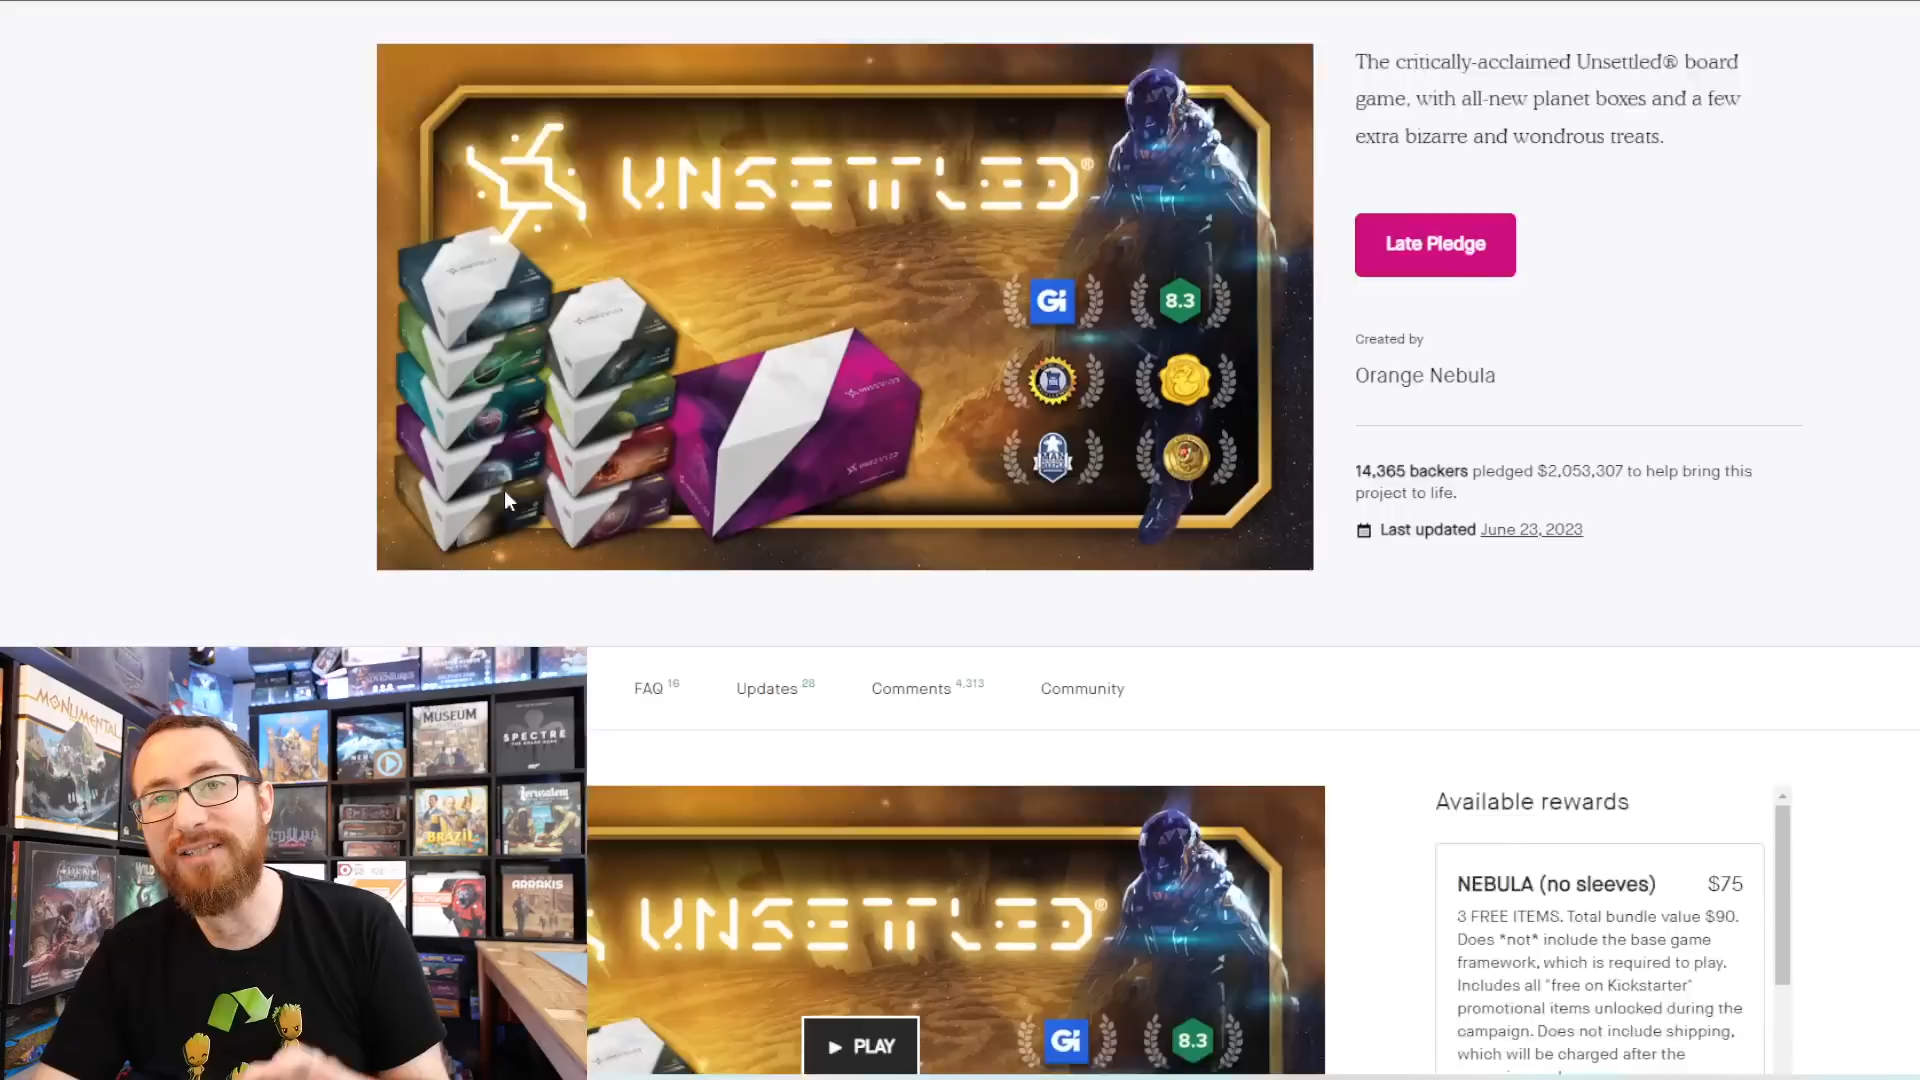 The critically-acclaimed Unsettled® board
game, with all-new planet boxes and a few
extra bizarre and wondrous treats.
UNSETTLED®
Late Pledge
Gi
8.3
Created by
Orange Nebula
14,365 backers pledged $2,053,307 to help bring this
project to life.
Last updated June 23, 2023
FAQ 16
Updates 28
Comments 4,313
Community
MONUMENTAL
MUSEUM
SPECTRE
BRAZIL
Jerusalem
ARRAKIS
UNSETTLED®
Gi
8.3
PLAY
Available rewards
NEBULA (no sleeves) $75
3 FREE ITEMS. Total bundle value $90.
Does *not* include the base game
framework, which is required to play.
Includes all "free on Kickstarter"
promotional items unlocked during the
campaign. Does not include shipping,
which will be charged after the